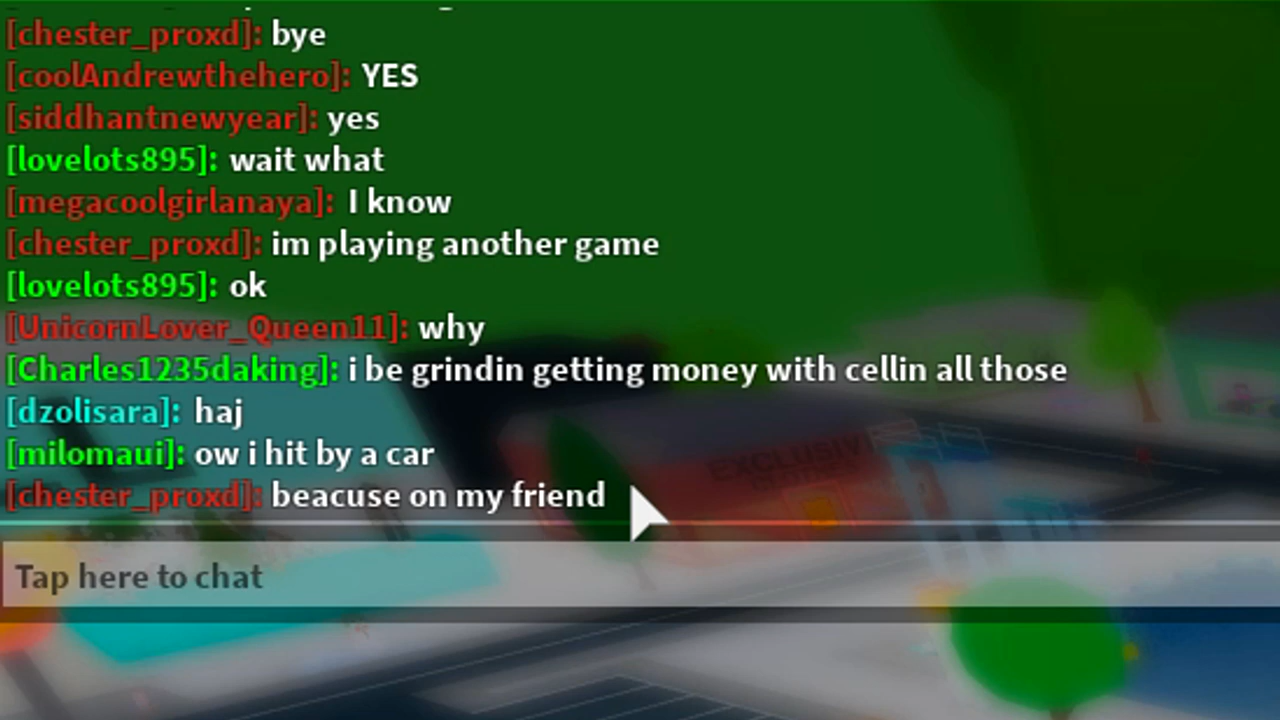 [chester_proxd]: bye
[coolAndrewthehero]: YES
[siddhantnewyear]: yes
[lovelots895]: wait what
[megacoolgirlanaya]: I know
[chester_proxd]: im playing another game
[lovelots895]: ok
[UnicornLover_Queen11]: why
[Charles1235daking]: i be grindin getting money with cellin all those
[dzolisara]: haj
[milomaui]: ow i hit by a car
[chester_proxd]: beacuse on my friend
EXCLUSIV
Tap here to chat